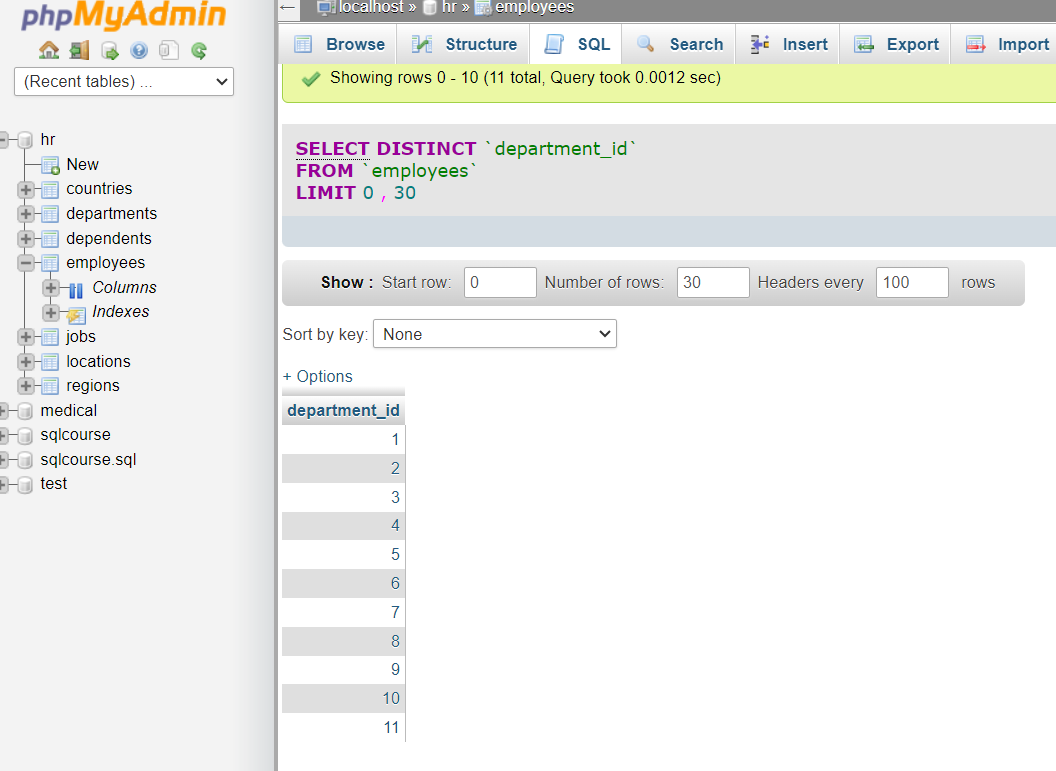 phpMyAdmin
(Recent tables) ...
hr
New
countries
departments
dependents
employees
Columns
Indexes
jobs
locations
regions
medical
sqlcourse
sqlcourse.sql
test
← localhost » hr » employees
Browse Structure SQL Search Insert Export Import
Showing rows 0 - 10 (11 total, Query took 0.0012 sec)
SELECT DISTINCT `department_id`
FROM `employees`
LIMIT 0 , 30
Show : Start row: 0 Number of rows: 30 Headers every 100 rows
Sort by key: None
+ Options
department_id
1
2
3
4
5
6
7
8
9
10
11